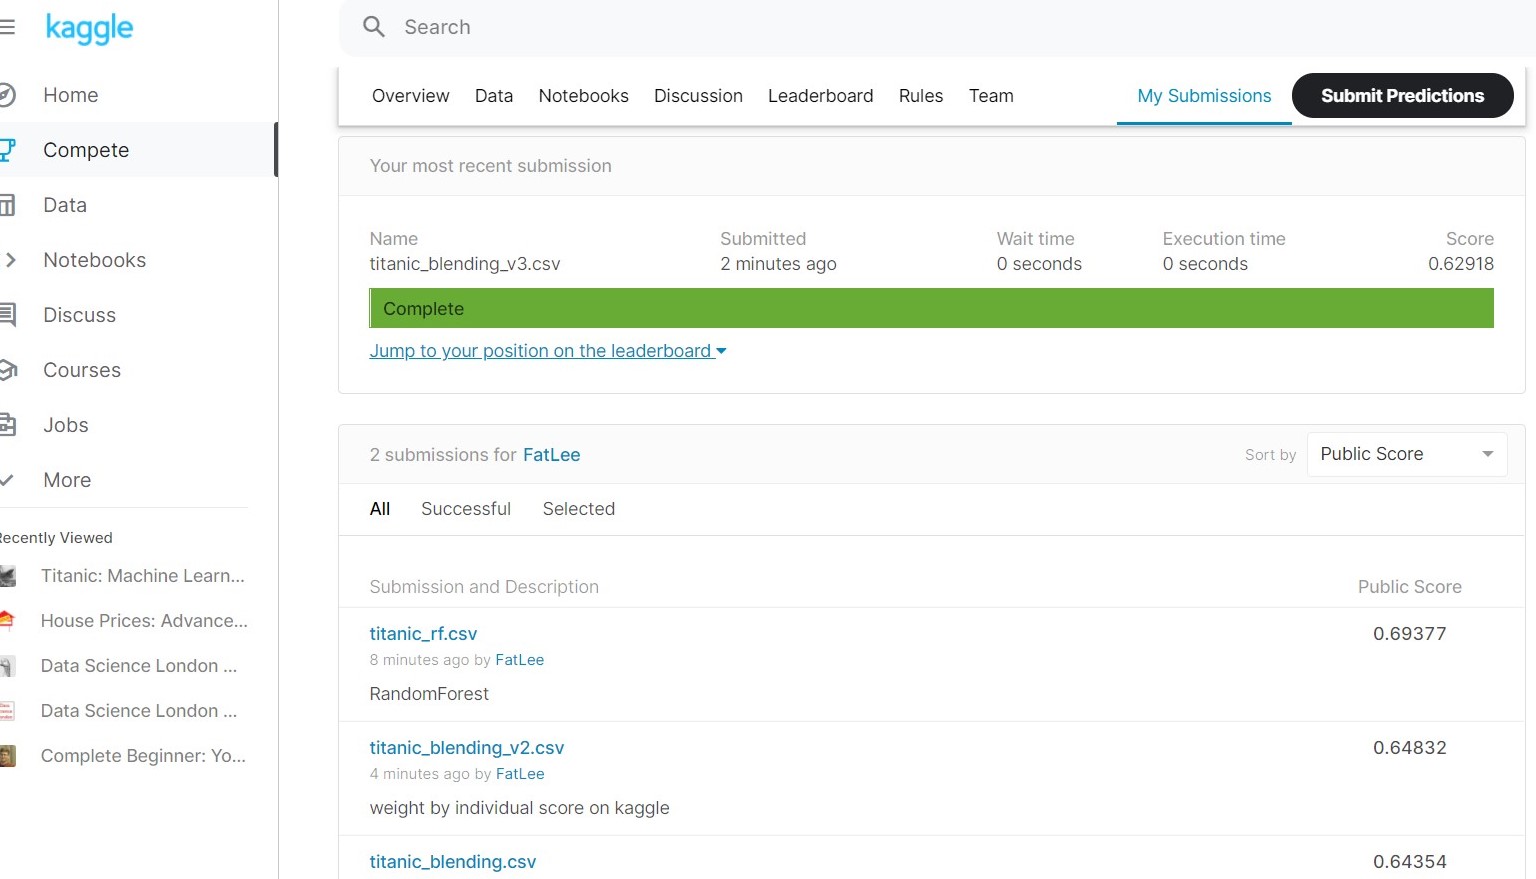 kaggle
Search
Home
Compete
Data
Notebooks
Discuss
Courses
Jobs
More
Recently Viewed
Titanic: Machine Learn...
House Prices: Advance...
Data Science London ...
Data Science London ...
Complete Beginner: Yo...
Overview Data Notebooks Discussion Leaderboard Rules Team My Submissions Submit Predictions
Your most recent submission
Name Submitted Wait time Execution time Score
titanic_blending_v3.csv 2 minutes ago 0 seconds 0 seconds 0.62918
Complete
Jump to your position on the leaderboard
2 submissions for FatLee Sort by Public Score
All Successful Selected
Submission and Description Public Score
titanic_rf.csv 0.69377
8 minutes ago by FatLee
RandomForest
titanic_blending_v2.csv 0.64832
4 minutes ago by FatLee
weight by individual score on kaggle
titanic_blending.csv 0.64354